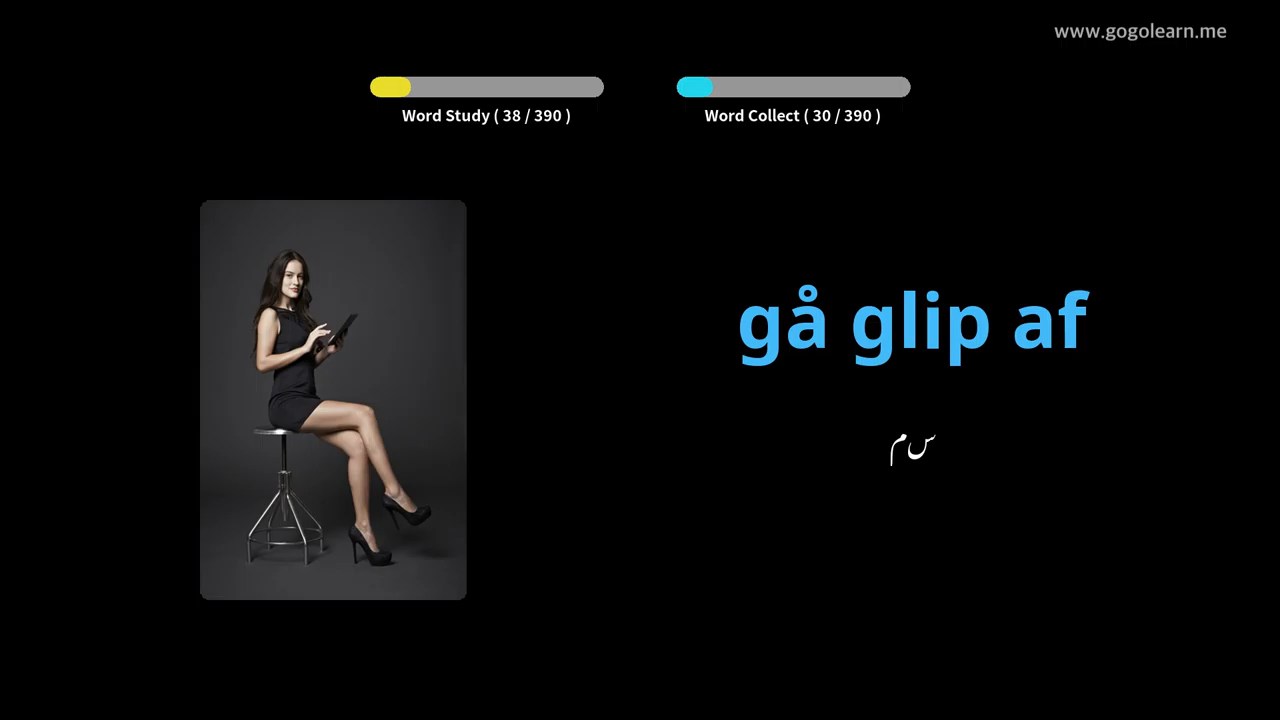 www.gogolearn.me
Word Study ( 38 / 390 )
Word Collect ( 30 / 390 )
gå glip af
س م